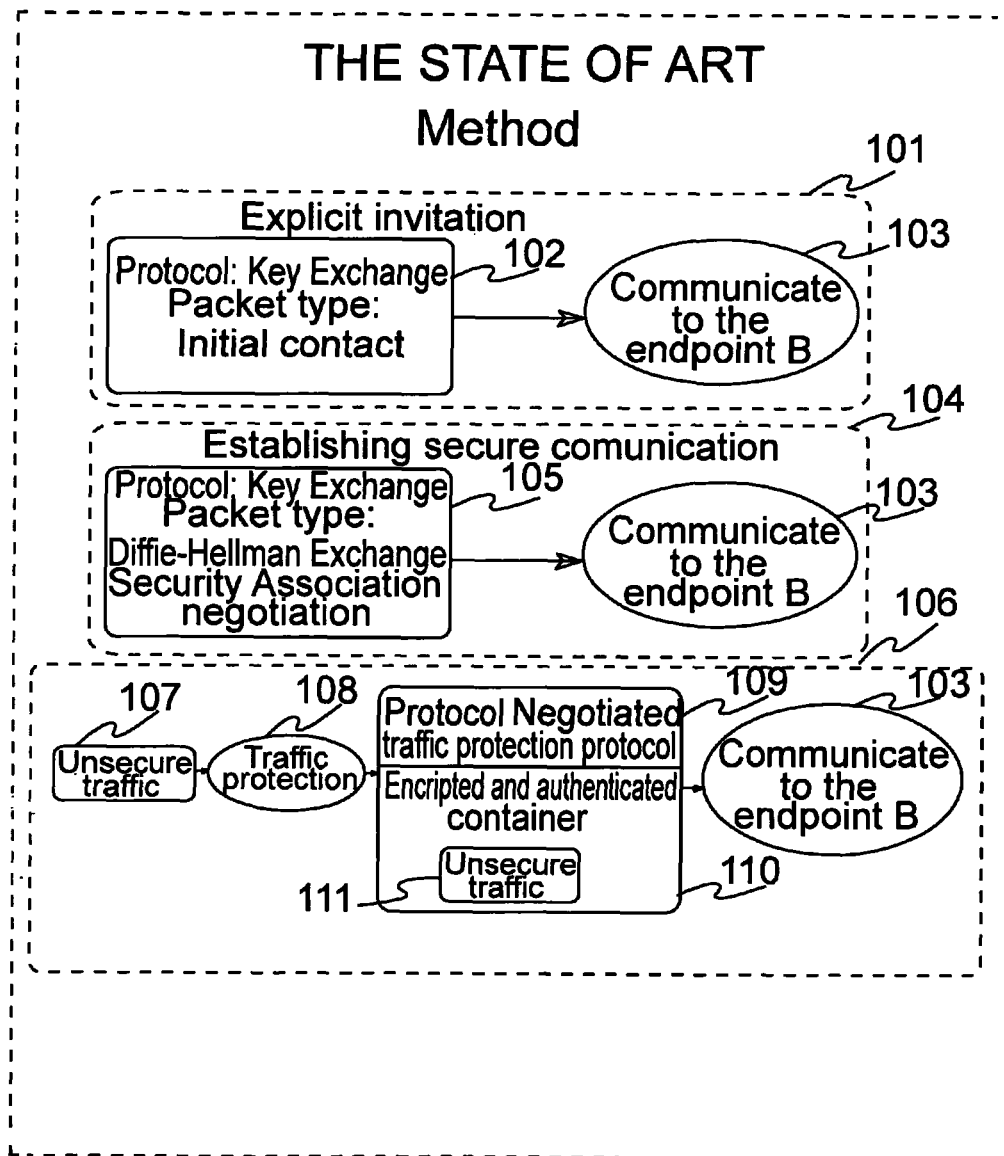 THE STATE OF ART
Method
101
Explicit invitation
102
103
Protocol: Key Exchange
Packet type:
Initial contact
Communicate
to the
endpoint B
104
Establishing secure comunication
105
103
Protocol: Key Exchange
Packet type:
Diffie-Hellman Exchange
Security Association
negotiation
Communicate
to the
endpoint B
106
107
108
109
103
Unsecure
traffic
Traffic
protection
Protocol Negotiated
traffic protection protocol
Encripted and authenticated
container
Unsecure
traffic
111
110
Communicate
to the
endpoint B